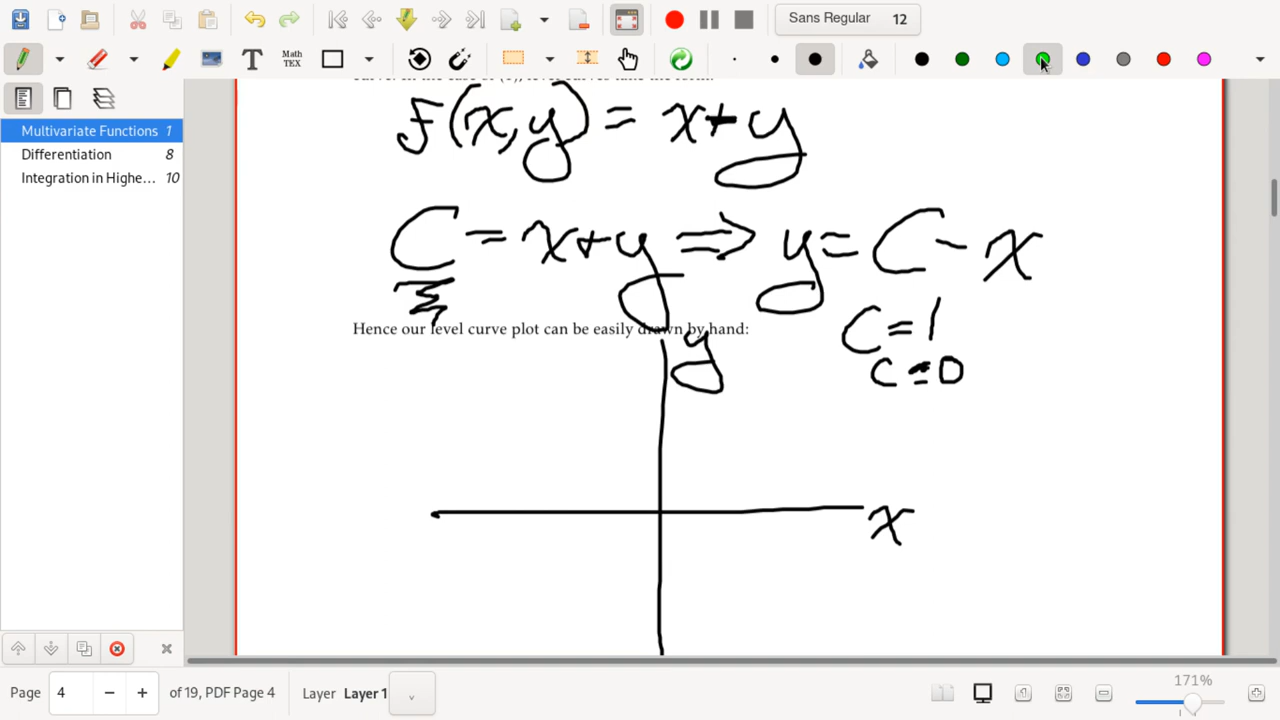 Sans Regular 12
T Math TEX
Multivariate Functions 1
Differentiation 8
Integration in Highe... 10
F(x,y) = x+y
C = x+y ⇒ y = C - x
Hence our level curve plot can be easily drawn by hand:
C = 1
y
C = 0
x
Page 4 of 19, PDF Page 4 Layer Layer 1
171%